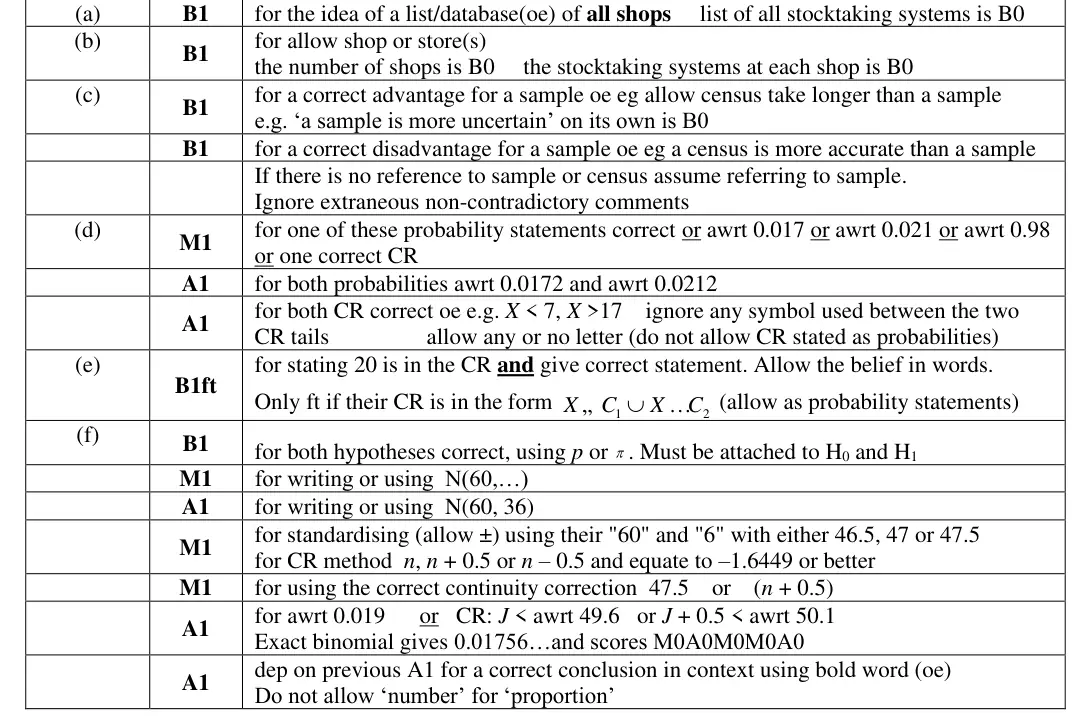 (a) B1 for the idea of a list/database(oe) of all shops list of all stocktaking systems is B0
(b) B1 for allow shop or store(s)
the number of shops is B0 the stocktaking systems at each shop is B0
(c) B1 for a correct advantage for a sample oe eg allow census take longer than a sample
e.g. ‘a sample is more uncertain’ on its own is B0
B1 for a correct disadvantage for a sample oe eg a census is more accurate than a sample
If there is no reference to sample or census assume referring to sample.
Ignore extraneous non-contradictory comments
(d) M1 for one of these probability statements correct or awrt 0.017 or awrt 0.021 or awrt 0.98
or one correct CR
A1 for both probabilities awrt 0.0172 and awrt 0.0212
A1 for both CR correct oe e.g. X < 7, X >17 ignore any symbol used between the two
CR tails allow any or no letter (do not allow CR stated as probabilities)
(e) B1ft for stating 20 is in the CR and give correct statement. Allow the belief in words.
Only ft if their CR is in the form X „ C₁ ∪ X …C₂ (allow as probability statements)
(f) B1 for both hypotheses correct, using p or π . Must be attached to H₀ and H₁
M1 for writing or using N(60,…)
A1 for writing or using N(60, 36)
M1 for standardising (allow ±) using their "60" and "6" with either 46.5, 47 or 47.5
for CR method n, n + 0.5 or n – 0.5 and equate to –1.6449 or better
M1 for using the correct continuity correction 47.5 or (n + 0.5)
A1 for awrt 0.019 or CR: J < awrt 49.6 or J + 0.5 < awrt 50.1
Exact binomial gives 0.01756…and scores M0A0M0M0A0
A1 dep on previous A1 for a correct conclusion in context using bold word (oe)
Do not allow ‘number’ for ‘proportion’